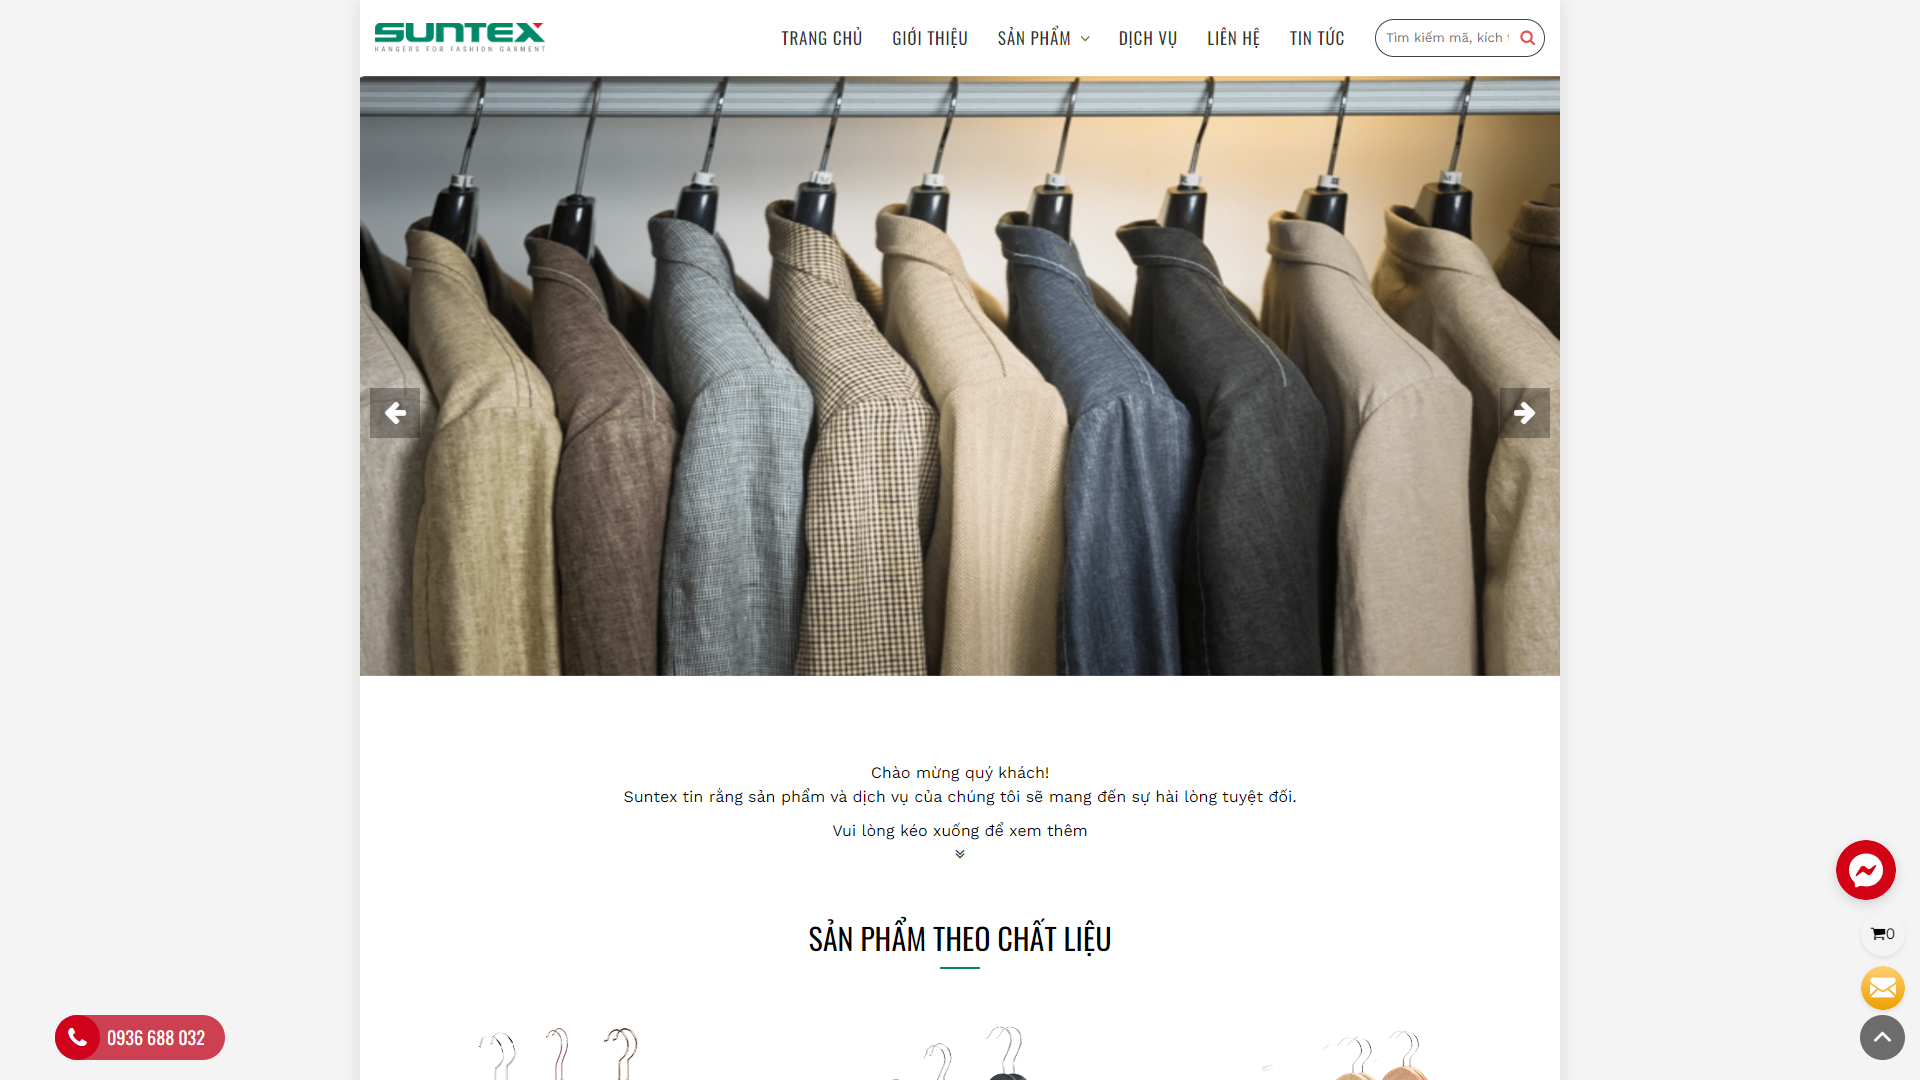 SUNTEX
HANGERS FOR FASHION GARMENT
TRANG CHỦ
GIỚI THIỆU
SẢN PHẨM
DỊCH VỤ
LIÊN HỆ
TIN TỨC
Tìm kiếm mã, kích
Chào mừng quý khách!
Suntex tin rằng sản phẩm và dịch vụ của chúng tôi sẽ mang đến sự hài lòng tuyệt đối.
Vui lòng kéo xuống để xem thêm
SẢN PHẨM THEO CHẤT LIỆU
0
0936 688 032